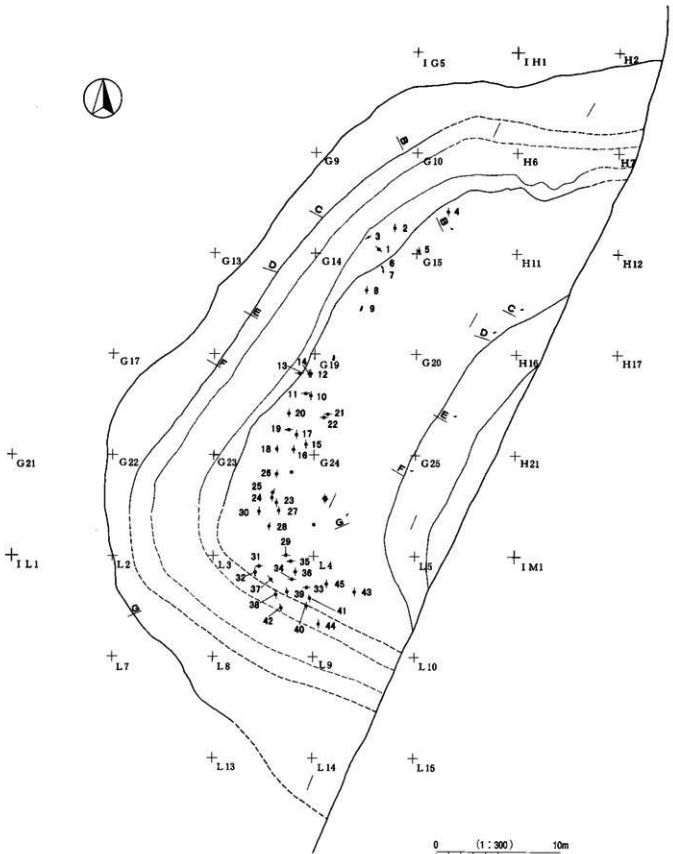 I G5 I H1 H2
B
G9 G10 H6 H7
C
4
B'
3 2
1 5
G13 D G14 6 G15 H11 H12
7
8
E 9
C'
D'
G17 F 14 G19 G20 H16 H17
13 12
11 10
20 21
22
E'
19 17
18 16 15
G21 G22 G23 G24 G25 H21
F'
26
25
24 23
30 27
28 G'
29
I L1 L2 L3 L4 L5 I M1
31 35
32 34 36
37 33 45 43
38 39 41
G 42 40 44
L7 L8 L9 L10
L13 L14 L15
0 (1:300) 10m